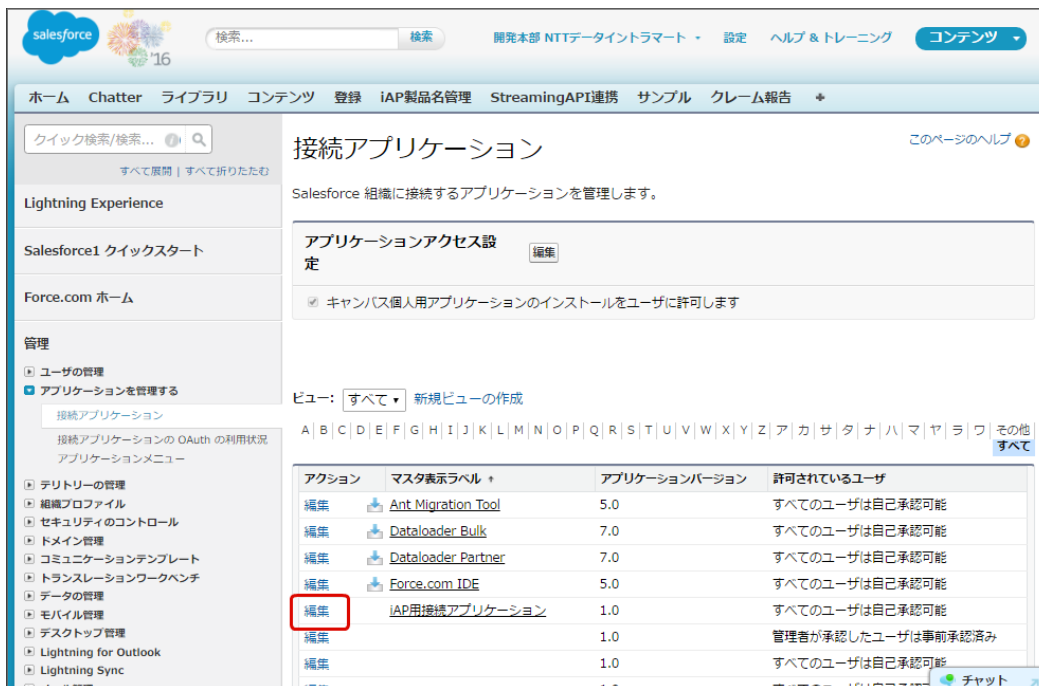 salesforce
'16
検索...
検索
開発本部 NTTデータイントラマート
設定
ヘルプ & トレーニング
コンテンツ
ホーム Chatter ライブラリ コンテンツ 登録 iAP製品名管理 StreamingAPI連携 サンプル クレーム報告 +
クイック検索/検索...
すべて展開 | すべて折りたたむ
Lightning Experience
Salesforce1 クイックスタート
Force.com ホーム
管理
ユーザの管理
アプリケーションを管理する
接続アプリケーション
接続アプリケーションの OAuth の利用状況
アプリケーションメニュー
テリトリーの管理
組織プロファイル
セキュリティのコントロール
ドメイン管理
コミュニケーションテンプレート
トランスレーションワークベンチ
データの管理
モバイル管理
デスクトップ管理
Lightning for Outlook
Lightning Sync
接続アプリケーション
このページのヘルプ
Salesforce 組織に接続するアプリケーションを管理します。
アプリケーションアクセス設
定
編集
キャンバス個人用アプリケーションのインストールをユーザに許可します
ビュー: すべて 新規ビューの作成
A | B | C | D | E | F | G | H | I | J | K | L | M | N | O | P | Q | R | S | T | U | V | W | X | Y | Z | ア | カ | サ | タ | ナ | ハ | マ | ヤ | ラ | ワ | その他
すべて
アクション マスタ表示ラベル ↑ アプリケーションバージョン 許可されているユーザ
編集 Ant Migration Tool 5.0 すべてのユーザは自己承認可能
編集 Dataloader Bulk 7.0 すべてのユーザは自己承認可能
編集 Dataloader Partner 7.0 すべてのユーザは自己承認可能
編集 Force.com IDE 5.0 すべてのユーザは自己承認可能
編集 iAP用接続アプリケーション 1.0 すべてのユーザは自己承認可能
編集 1.0 管理者が承認したユーザは事前承認済み
編集 1.0 すべてのユーザは自己承認可能
チャット